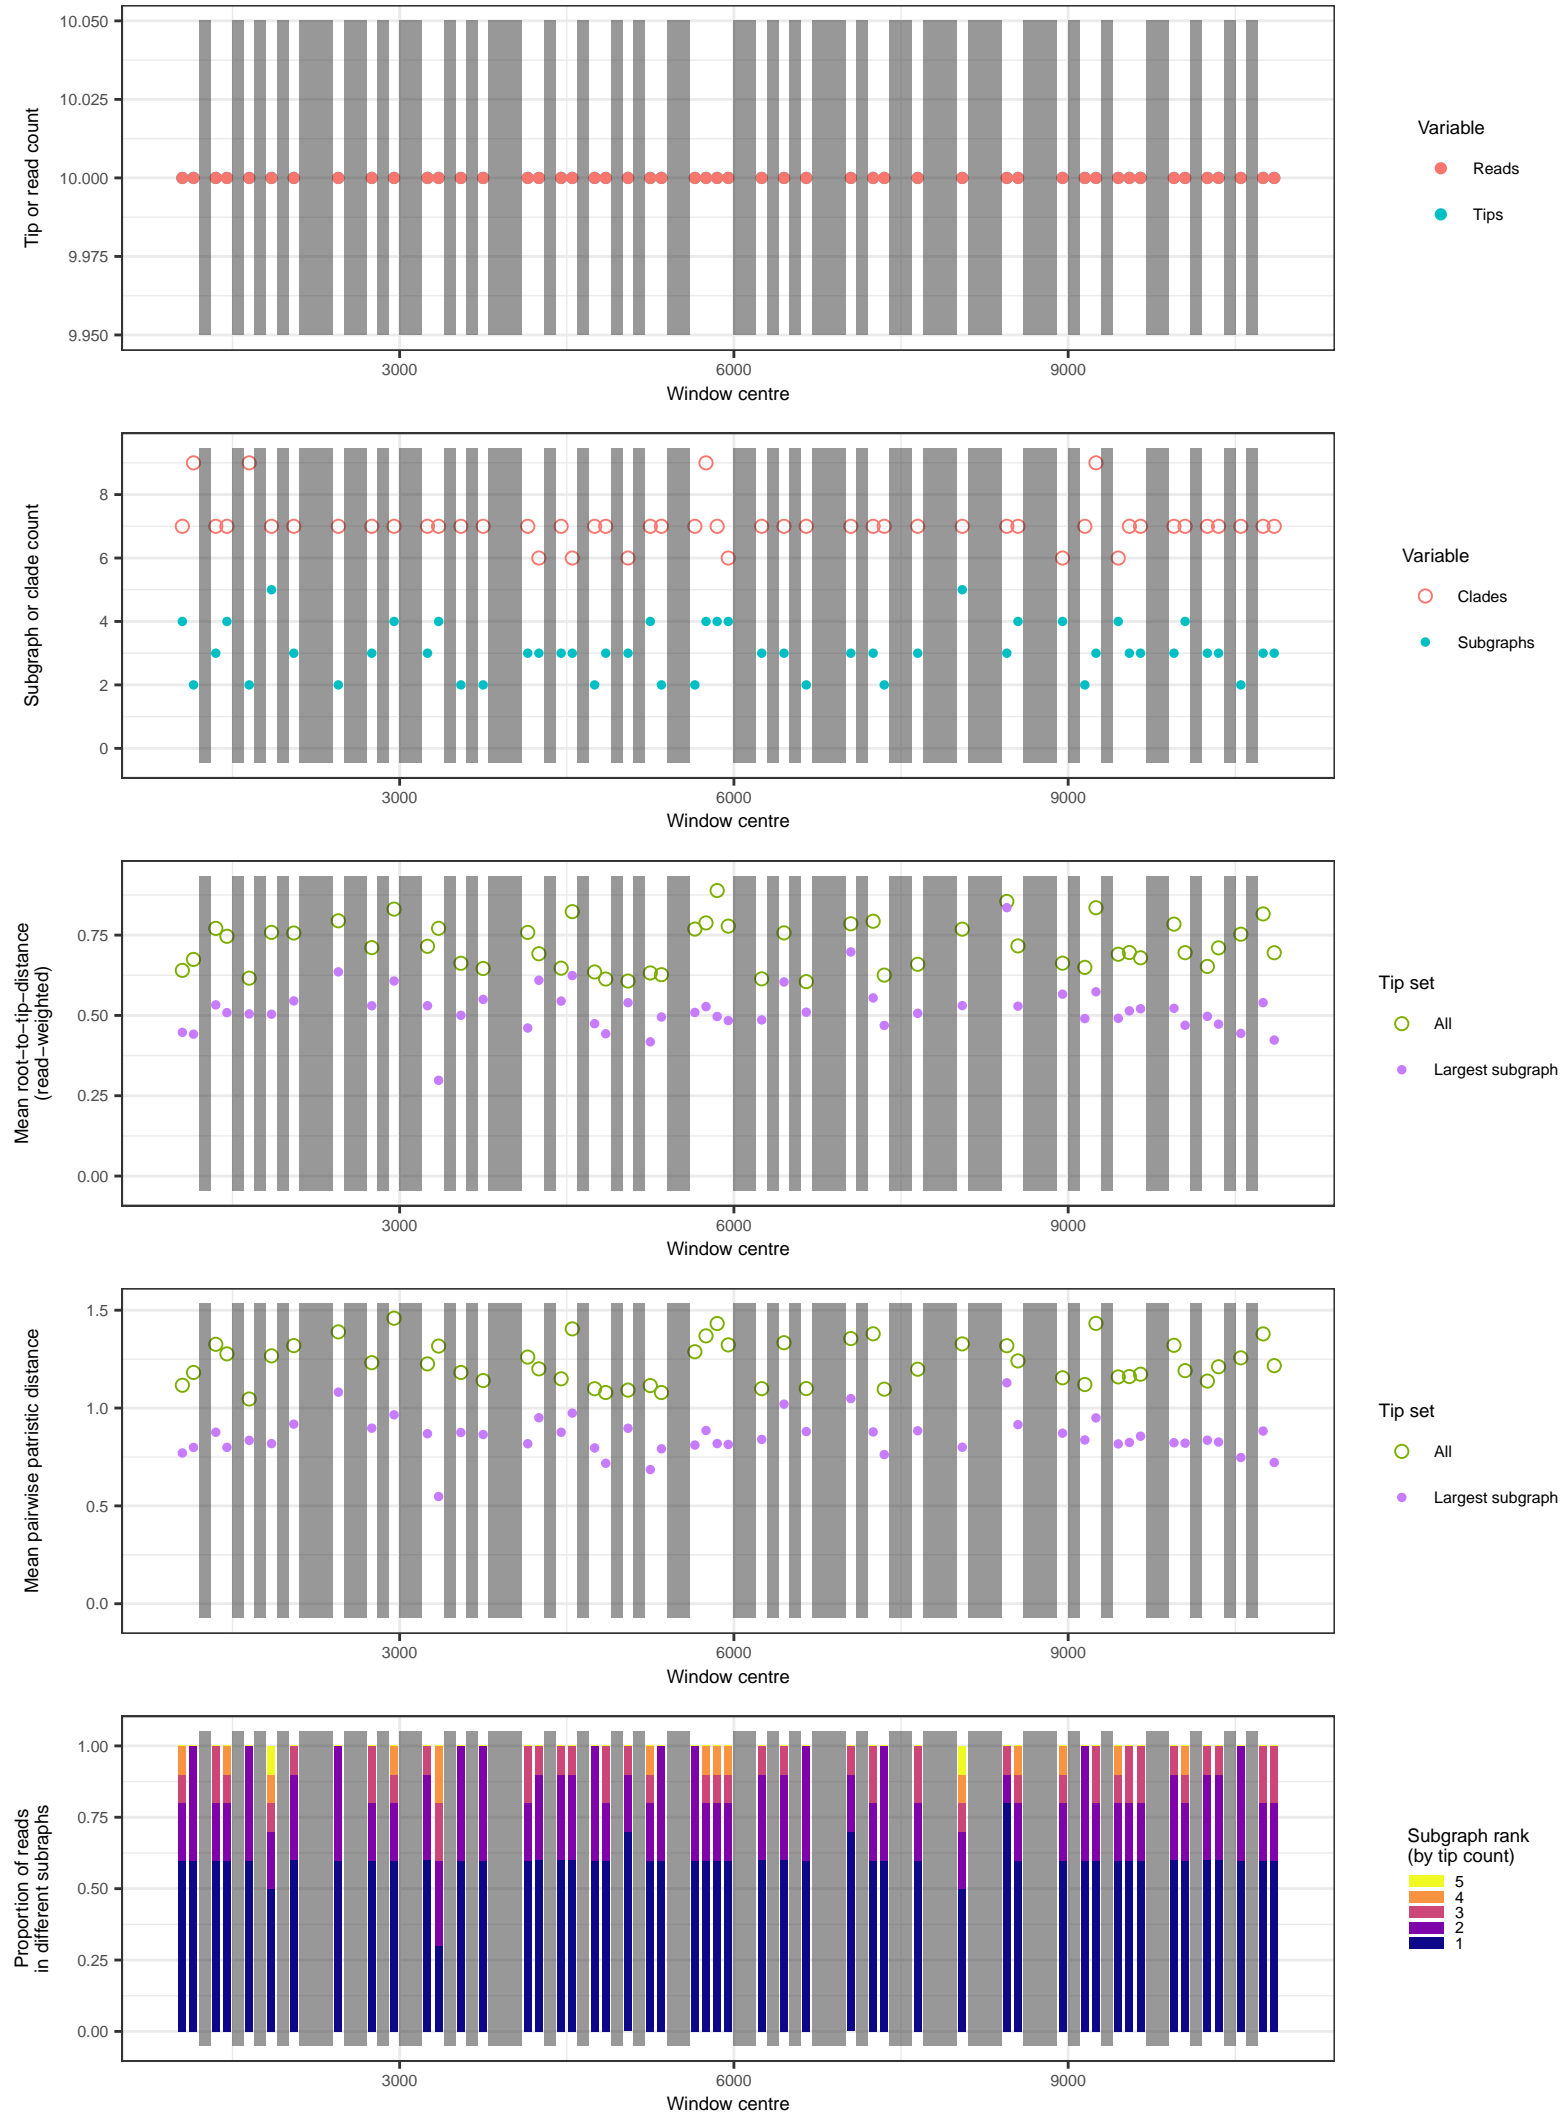 Tip or read count
10.050
10.025
10.000
9.975
9.950
3000
6000
9000
Window centre
Variable
Reads
Tips
Subgraph or clade count
8
6
4
2
0
3000
6000
9000
Window centre
Variable
Clades
Subgraphs
Mean root−to−tip−distance
(read−weighted)
0.75
0.50
0.25
0.00
3000
6000
9000
Window centre
Tip set
All
Largest subgraph
Mean pairwise patristic distance
1.5
1.0
0.5
0.0
3000
6000
9000
Window centre
Tip set
All
Largest subgraph
Proportion of reads
in different subraphs
1.00
0.75
0.50
0.25
0.00
3000
6000
9000
Window centre
Subgraph rank
(by tip count)
5
4
3
2
1